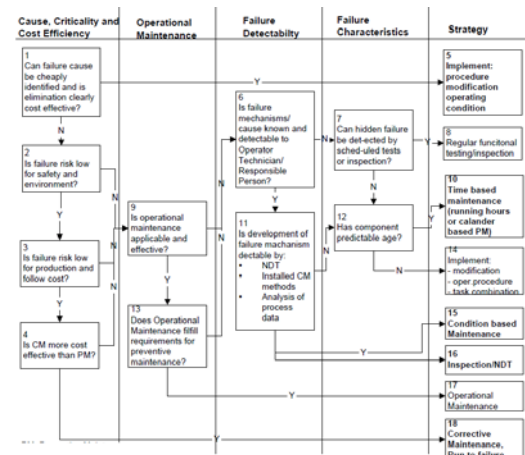 Cause, Criticality and
Cost Efficiency
Operational
Maintenance
Failure
Detectabilty
Failure
Characteristics
Strategy
1
Can failure cause
be cheaply
identified and is
elimination clearly
cost effective?
Y
N
5
Implement:
procedure
modification
operating
condition
2
Is failure risk low
for safety and
environment?
N
Y
6
Is failure
mechanisms/
cause known and
detectable to
Operator
Technician/
Responsible
Person?
N
Y
7
Can hidden failure
be det-ected by
sched-uled tests
or inspection?
Y
N
8
Regular funcitonal
testing/inspection
3
Is failure risk low
for production and
follow cost?
N
Y
9
Is operational
maintenance
applicable and
effective?
N
Y
10
Time based
maintenance
(running hours
or calander
based PM)
11
Is development of
failure machanism
dectable by:
• NDT
• Installed CM
methods
• Analysis of
process
data
N
Y
Y
12
Has component
predictable age?
Y
N
4
Is CM more cost
effective than PM?
N
Y
13
Does Operational
Maintenance filfill
requirements for
preventive
maintenance?
N
Y
14
Implement:
- modification
- oper.procedure
- task combination
15
Condition based
Maintenance
16
Inspection/NDT
17
Operational
Maintenance
18
Corrective
Maintenance,
Run to failure